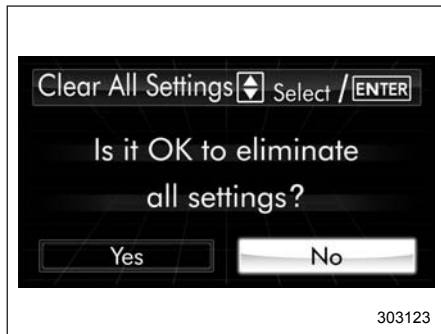 Clear All Settings Select / ENTER
Is it OK to eliminate
all settings?
Yes No
303123